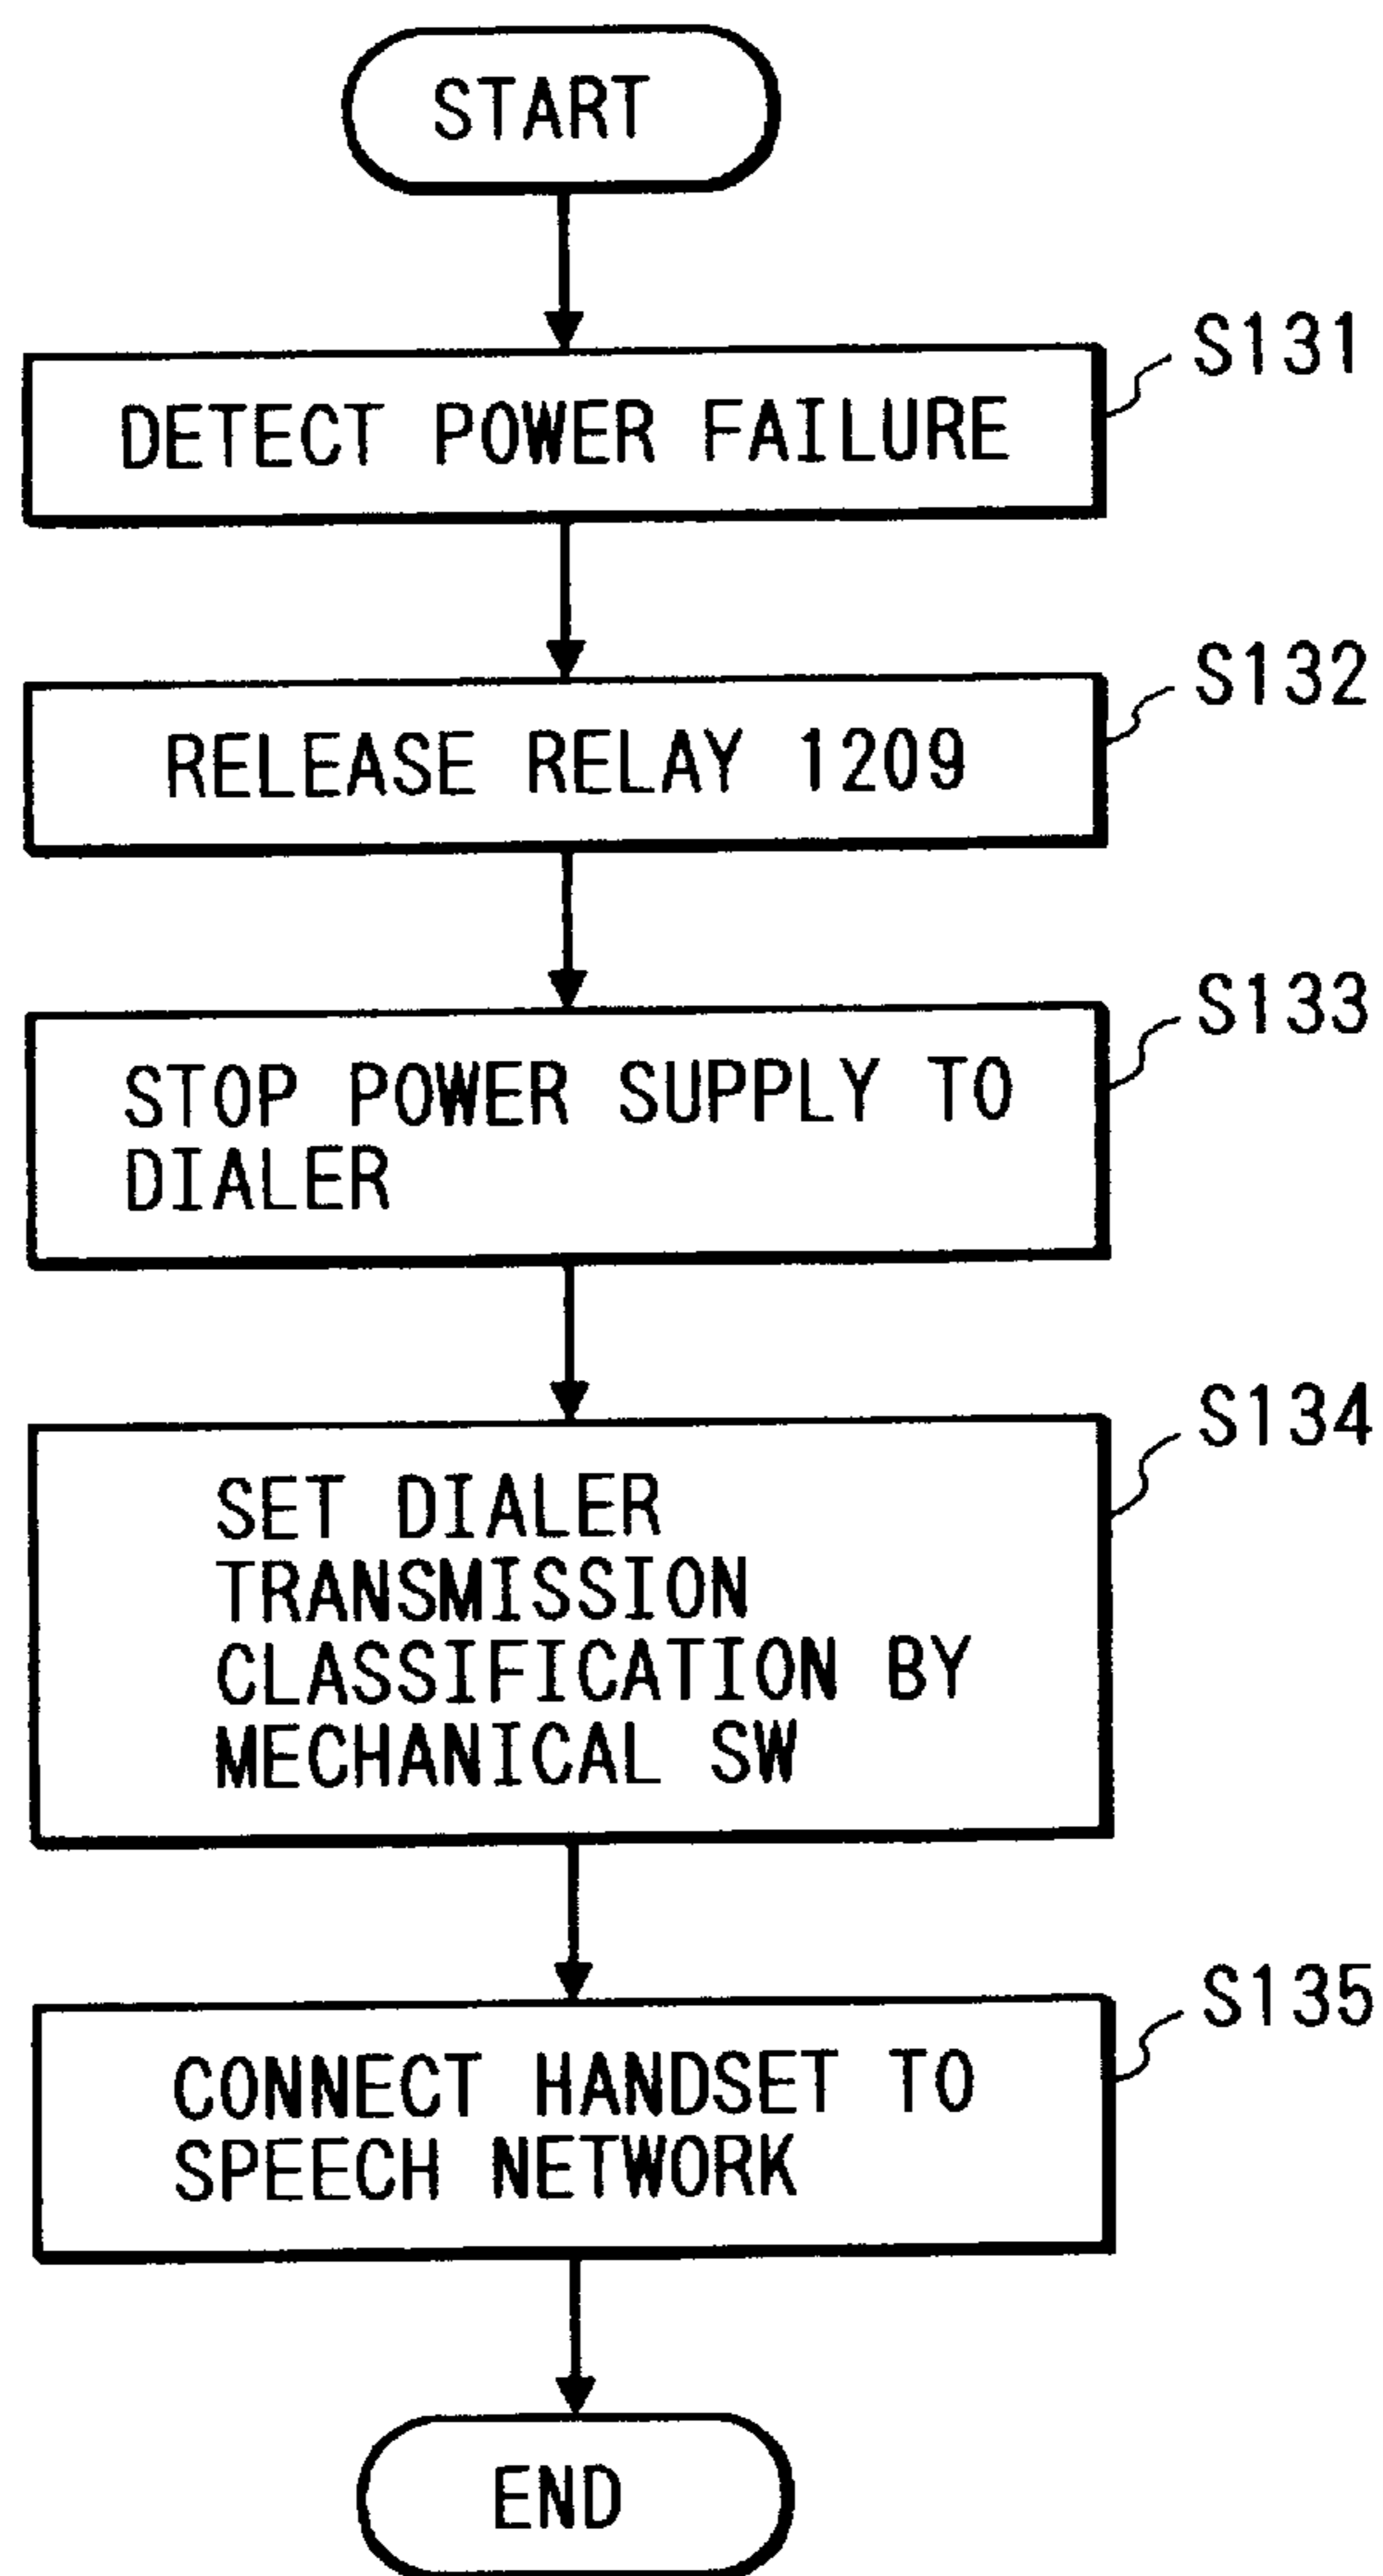 START
S131
DETECT POWER FAILURE
S132
RELEASE RELAY 1209
S133
STOP POWER SUPPLY TO
DIALER
S134
SET DIALER
TRANSMISSION
CLASSIFICATION BY
MECHANICAL SW
S135
CONNECT HANDSET TO
SPEECH NETWORK
END